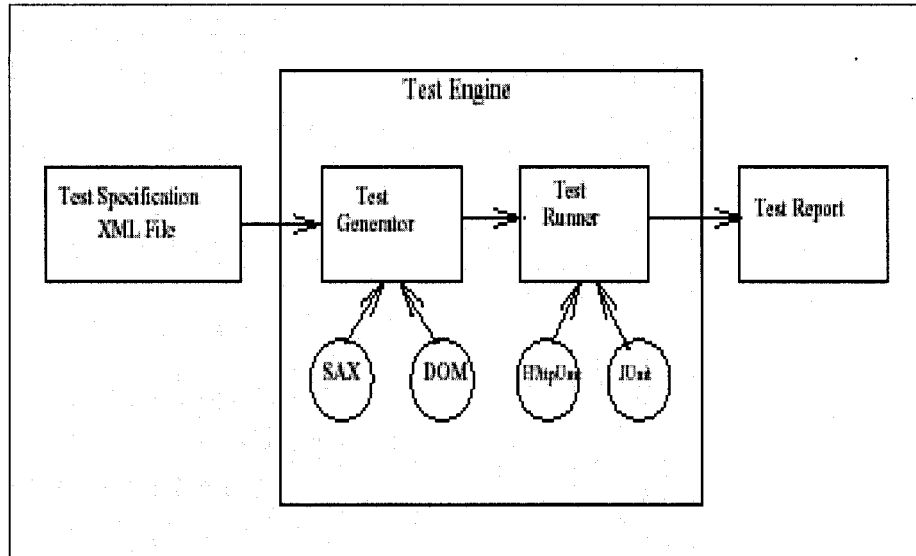 Test Engine
Test Specification
XML File
Test
Generator
Test
Runner
Test Report
SAX
DOM
HttpUnit
JUnit